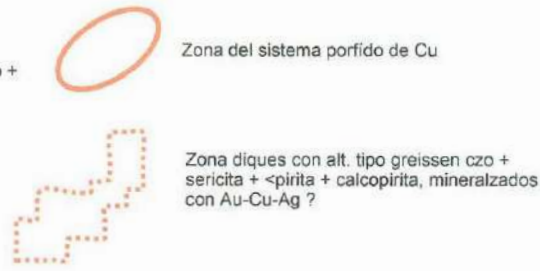 o +
Zona del sistema porfído de Cu
Zona diques con alt. tipo greissen czo +
sericita + <pirita + calcopirita, mineralzados
con Au-Cu-Ag ?